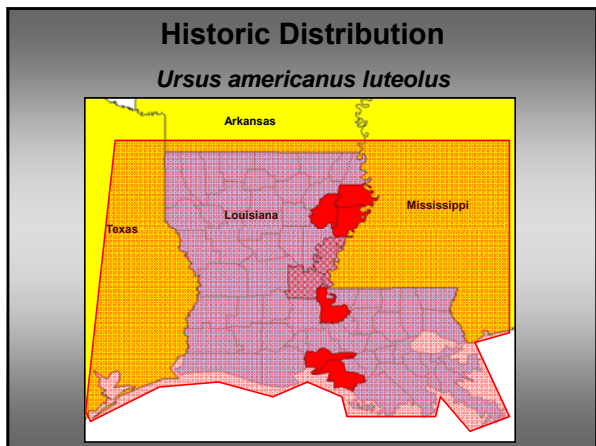 Historic Distribution
Ursus americanus luteolus
Arkansas
Mississippi
Louisiana
Texas